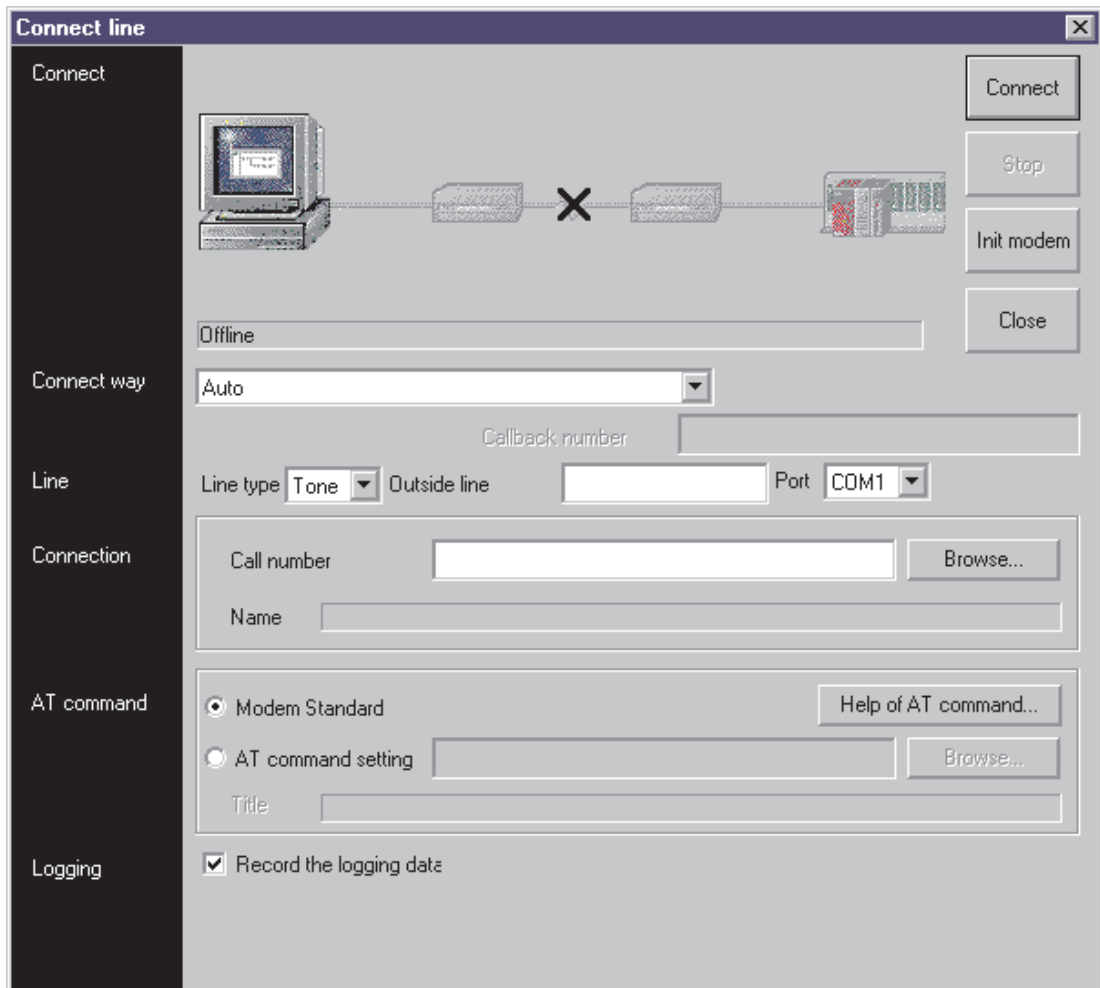 Connect line
Connect
Connect
Stop
Init modem
Close
Offline
Connect way
Auto
Callback number
Line
Line type
Tone
Outside line
Port
COM1
Connection
Call number
Browse...
Name
AT command
Modem Standard
Help of AT command...
AT command setting
Browse...
Title
Logging
Record the logging data